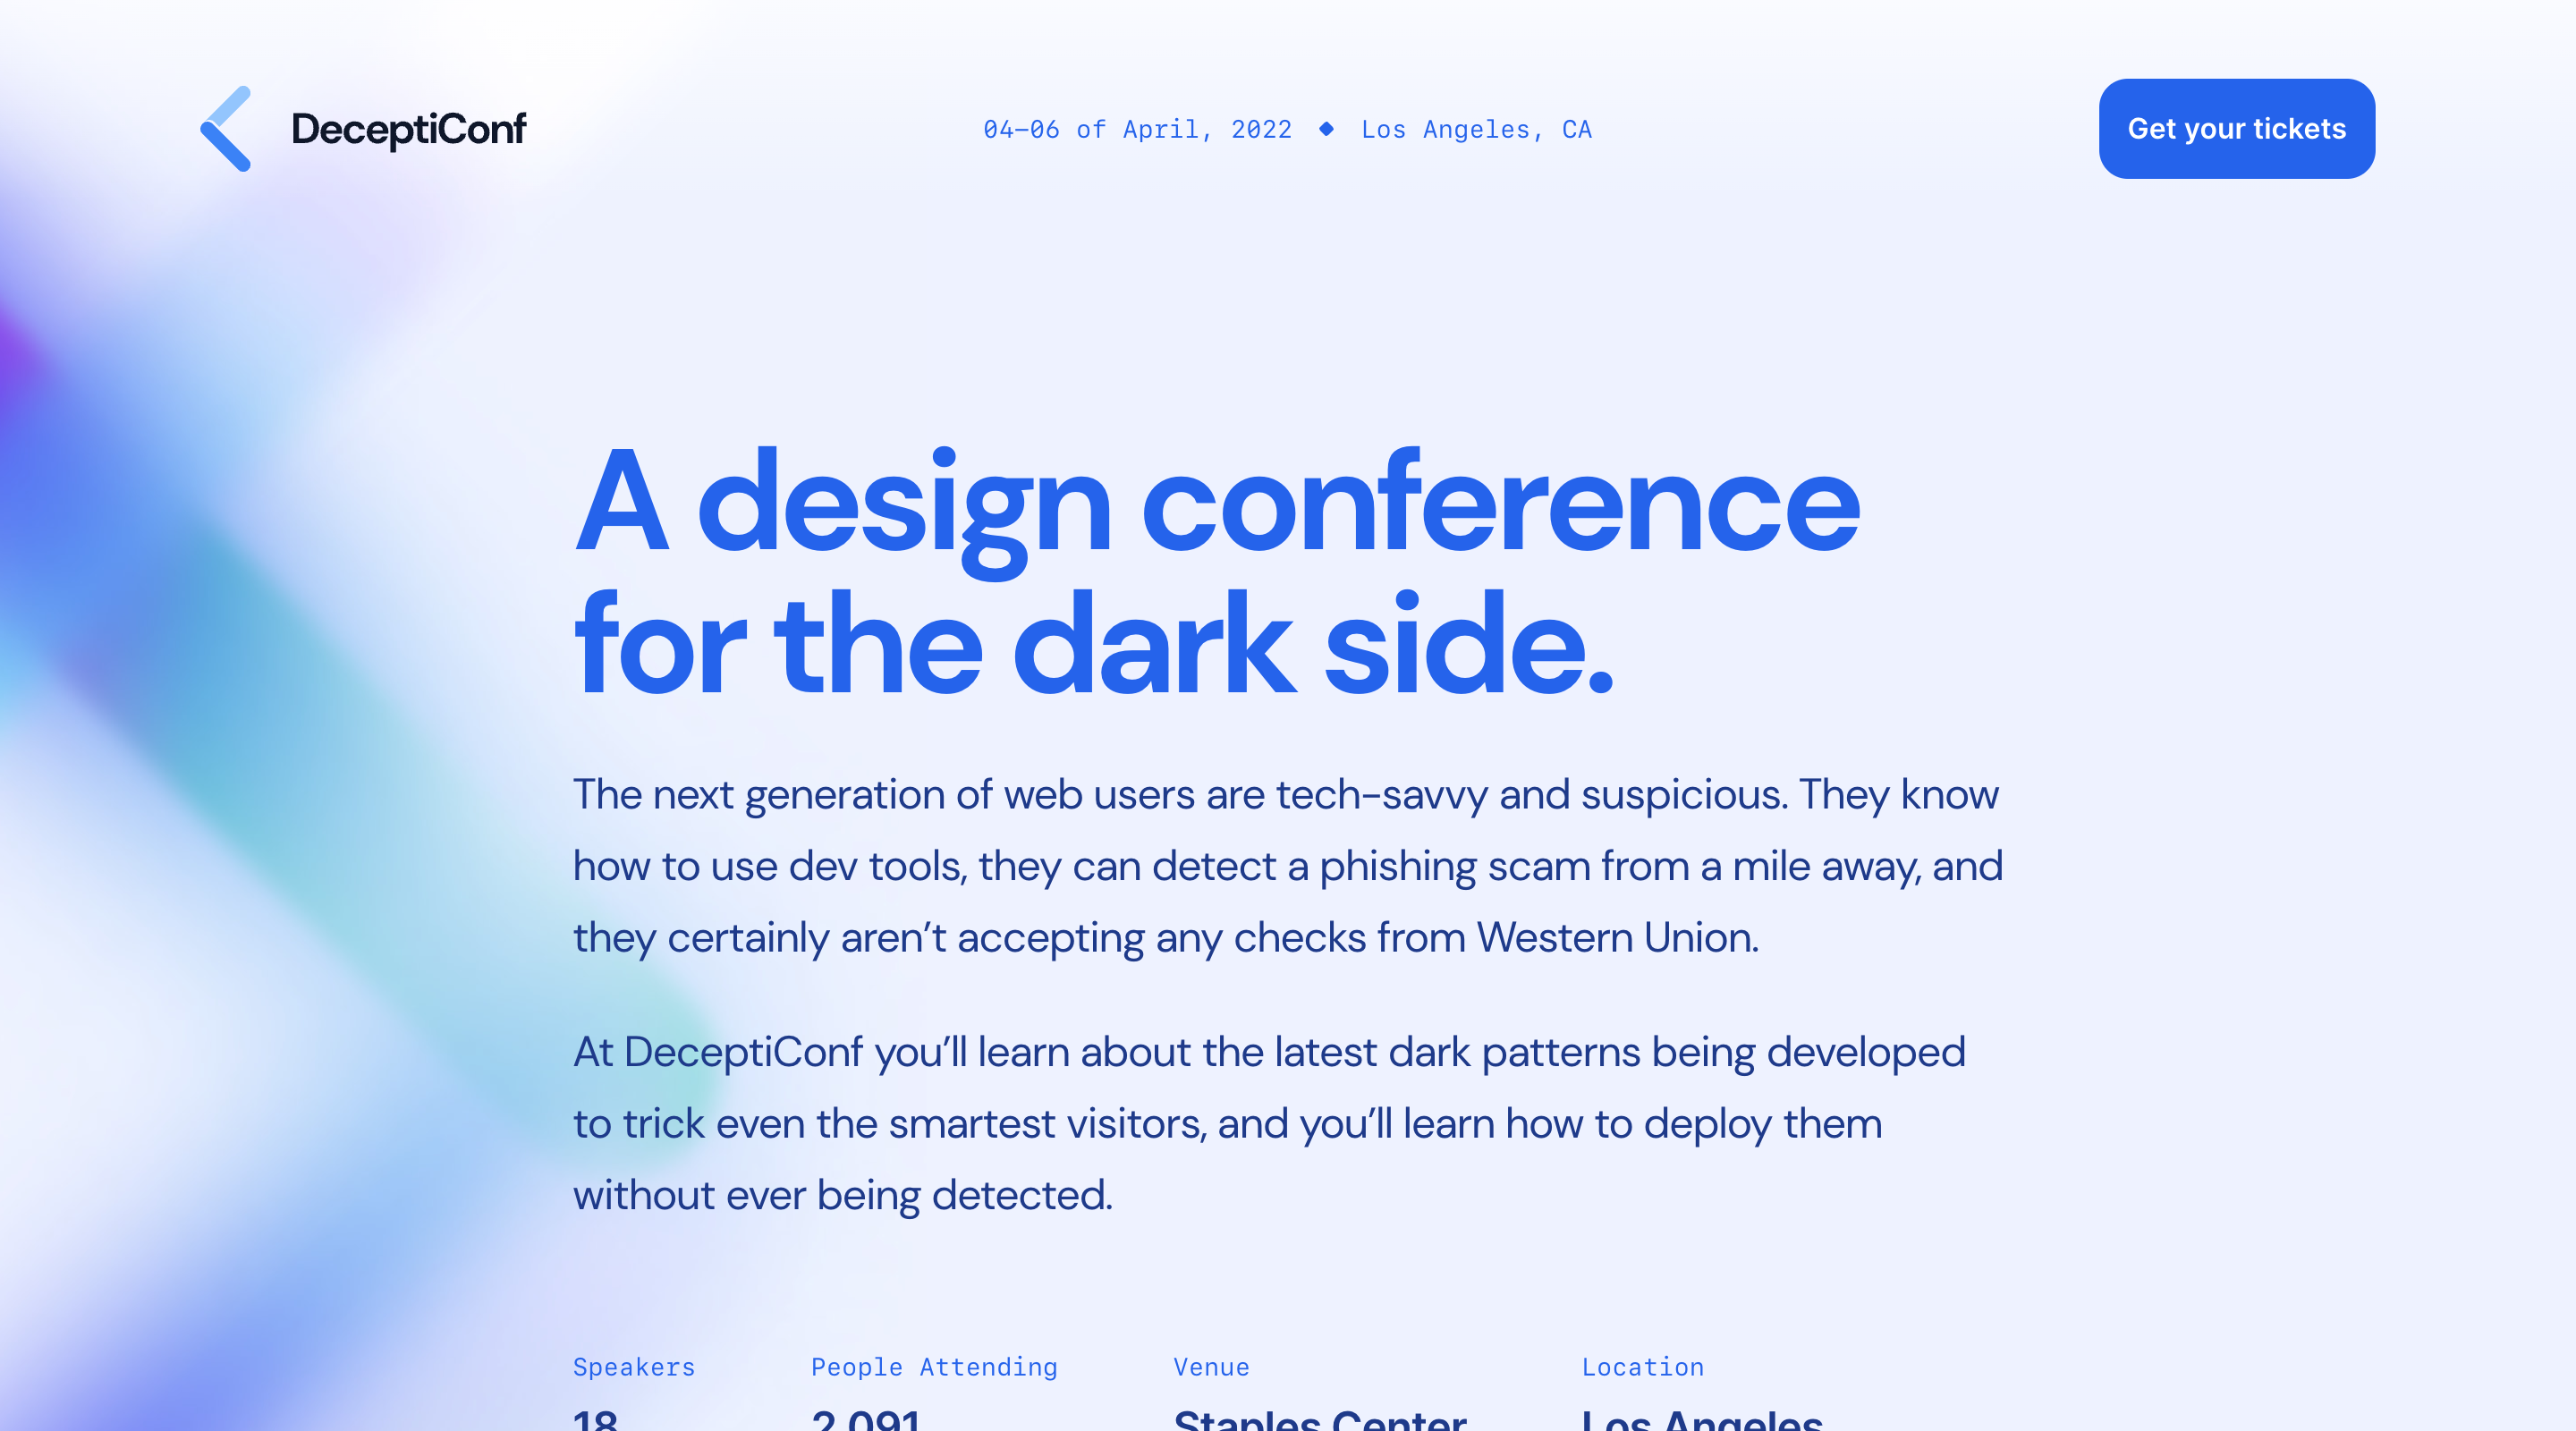 DeceptiConf
04–06 of April, 2022 Los Angeles, CA
Get your tickets
A design conference
for the dark side.
The next generation of web users are tech-savvy and suspicious. They know
how to use dev tools, they can detect a phishing scam from a mile away, and
they certainly aren’t accepting any checks from Western Union.
At DeceptiConf you’ll learn about the latest dark patterns being developed
to trick even the smartest visitors, and you’ll learn how to deploy them
without ever being detected.
Speakers People Attending Venue Location
18 2,091 Staples Center Los Angeles